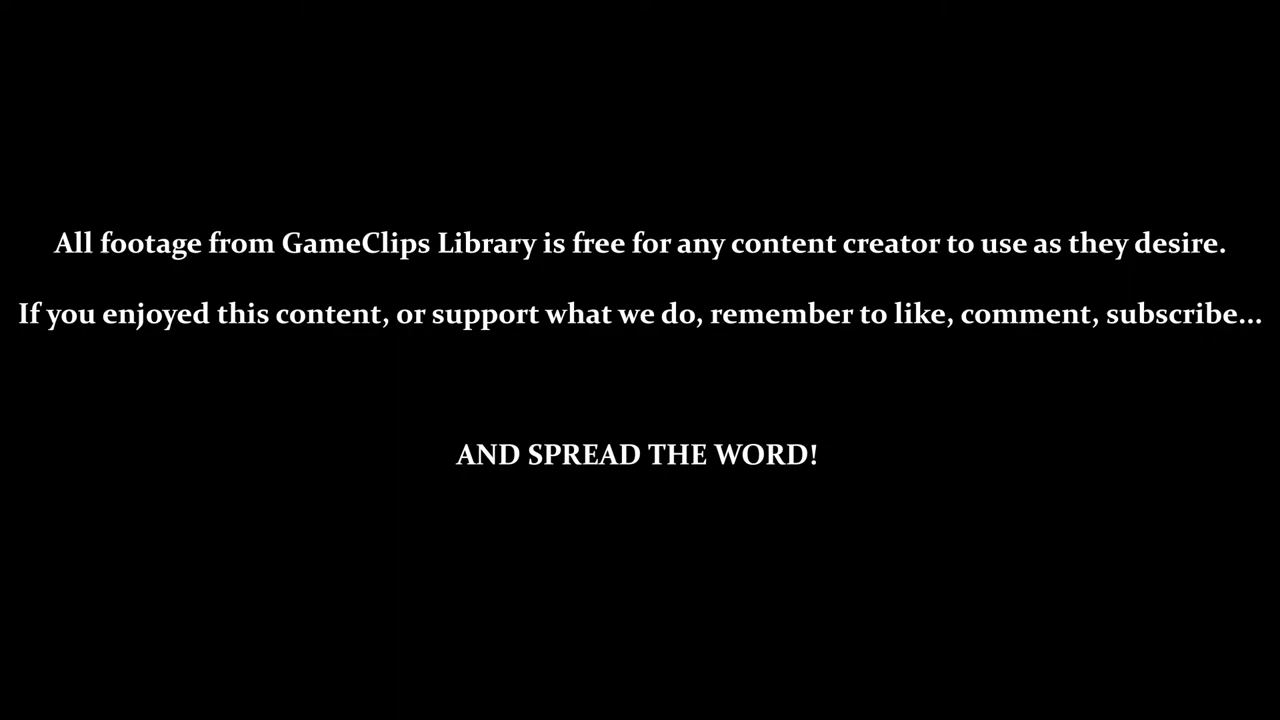 All footage from GameClips Library is free for any content creator to use as they desire.
If you enjoyed this content, or support what we do, remember to like, comment, subscribe...
AND SPREAD THE WORD!